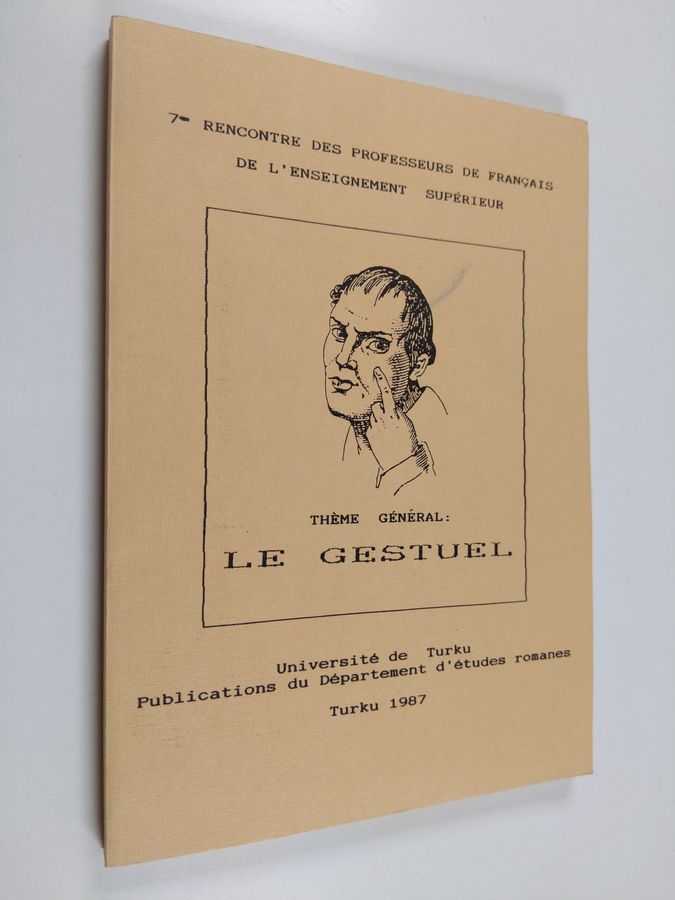 7e RENCONTRE DES PROFESSEURS DE FRANÇAIS
DE L'ENSEIGNEMENT SUPÉRIEUR
THÈME GÉNÉRAL:
LE GESTUEL
Université de Turku
Publications du Département d'études romanes
Turku 1987